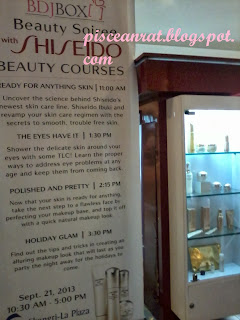 BDJBOX!
pisceanrat.blogspot.
com
Beauty Soiree
with SHISEIDO
BEAUTY COURSES
READY FOR ANYTHING SKIN | 11:00 AM
Uncover the science behind Shiseido's
newest skin care line. Shiseido Ibuki and
revamp your skin care regimen with the
secrets to smooth, trouble free skin.
THE EYES HAVE IT | 1:30 PM
Shower the delicate skin around your
eyes with some TLC! Learn the proper
ways to address eye problems at any
age and keep them from coming back.
POLISHED AND PRETTY | 2:15 PM
Now that your skin is ready for anything,
take the next step to a flawless face by
perfecting your makeup base, and top it off
with a quick natural makeup look.
HOLIDAY GLAM | 3:30 PM
Find out the tips and tricks in creating an
alluring makeup look that will last as you
party the night away for the holidays to
come.
Sept. 21, 2013
10:30 AM - 5:00 PM
Shangri-La Plaza